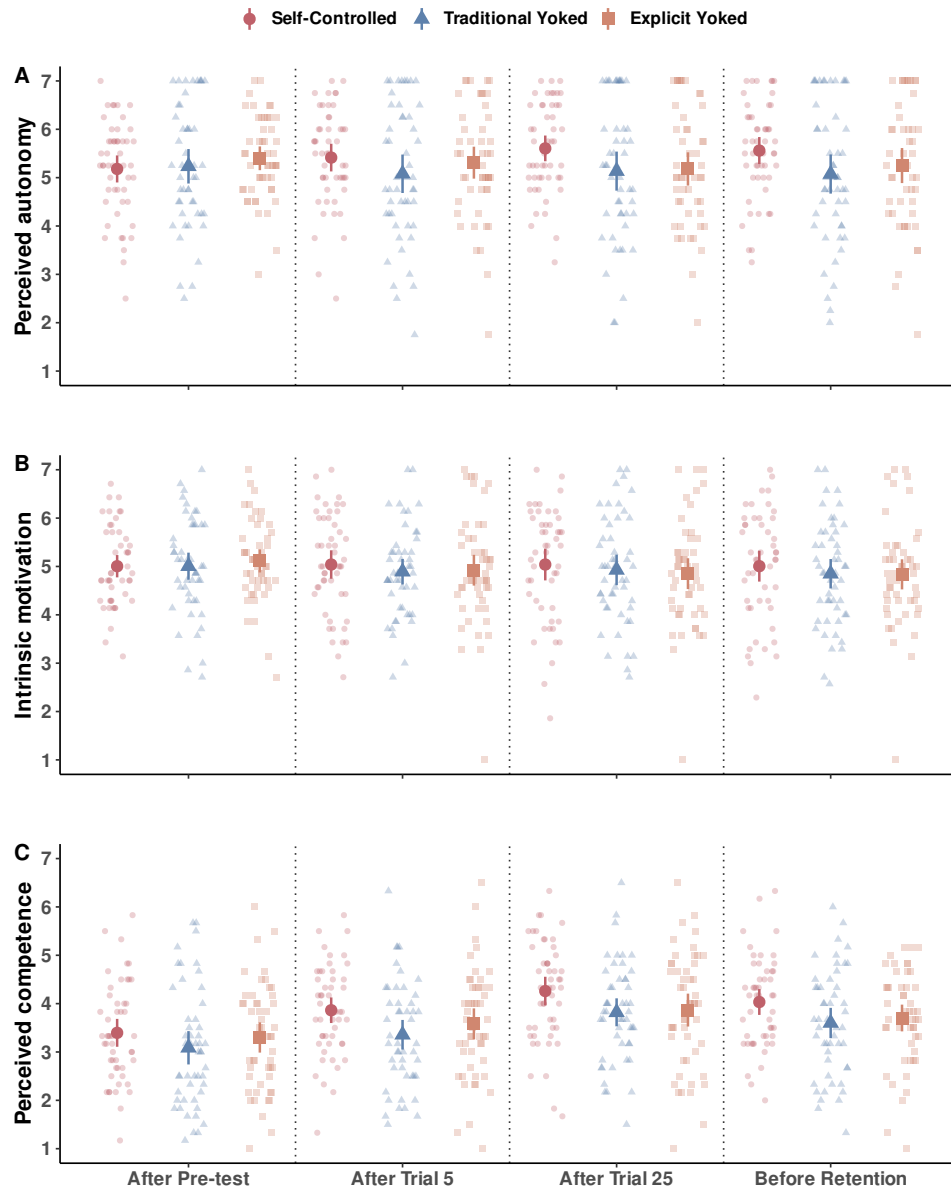 Self-Controlled Traditional Yoked Explicit Yoked
A
Perceived autonomy
7
6
5
4
3
2
1
B
Intrinsic motivation
7
6
5
4
3
2
1
C
Perceived competence
7
6
5
4
3
2
1
After Pre-test After Trial 5 After Trial 25 Before Retention